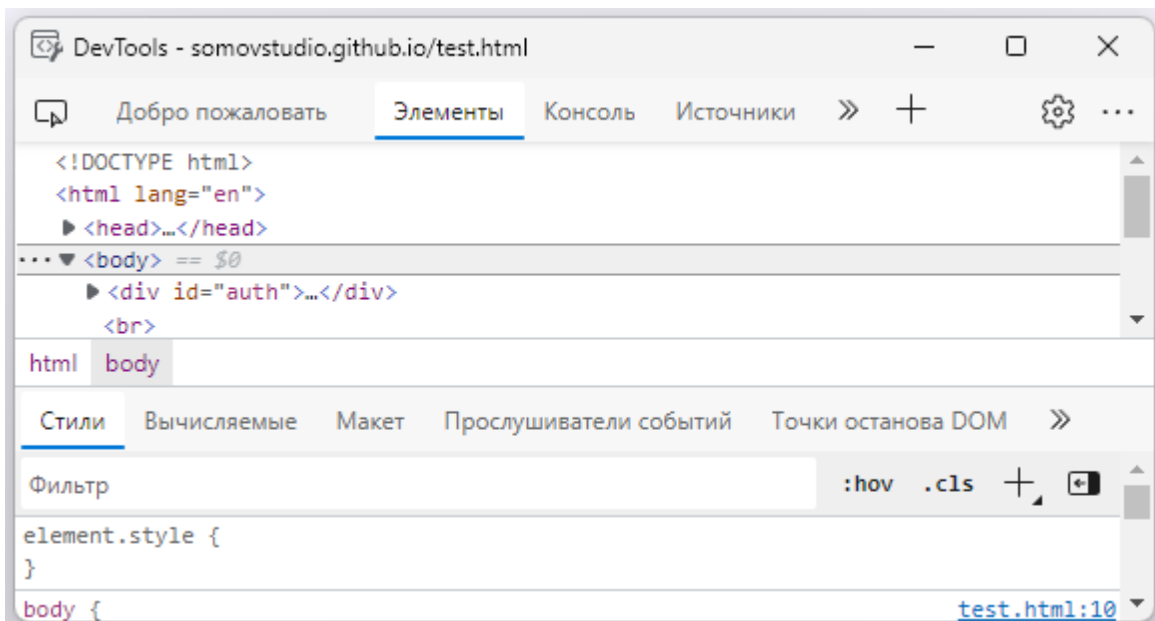 DevTools - somovstudio.github.io/test.html
Добро пожаловать Элементы Консоль Источники
<!DOCTYPE html>
<html lang="en">
<head>…</head>
··· <body> == $0
<div id="auth">…</div>
<br>
html body
Стили Вычисляемые Макет Прослушиватели событий Точки останова DOM
Фильтр :hov .cls
element.style {
}
body { test.html:10